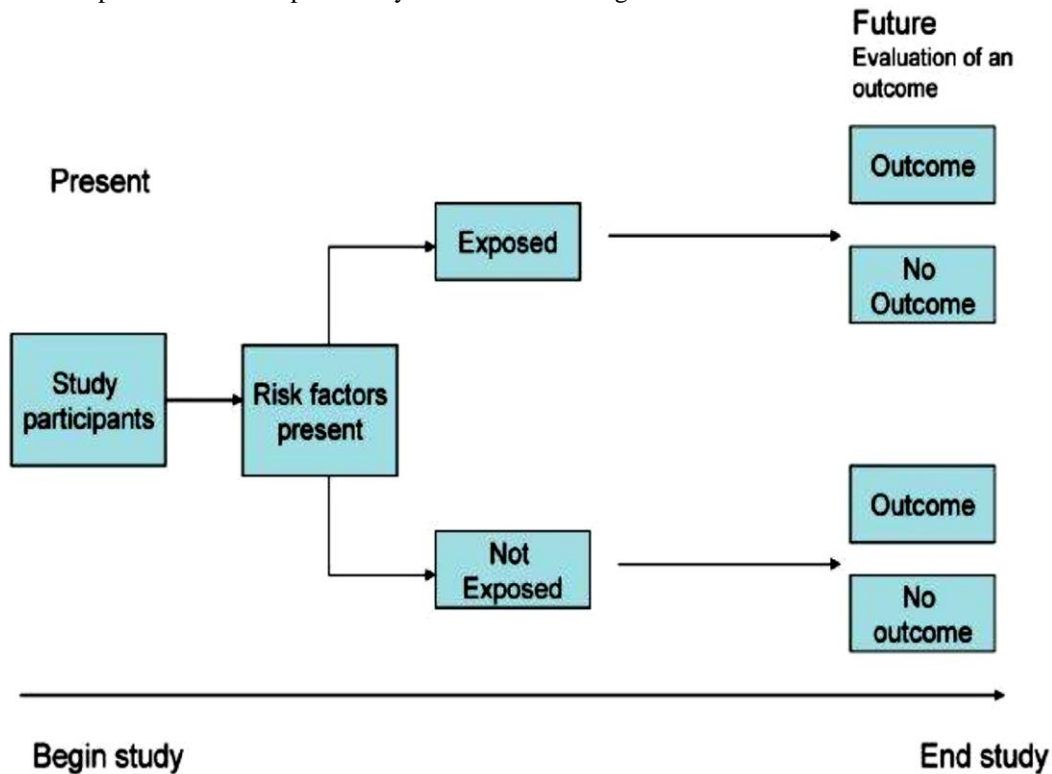 Future
Evaluation of an
outcome
Present
Outcome
Exposed
No
Outcome
Study
participants
Risk factors
present
Outcome
Not
Exposed
No
outcome
Begin study
End study